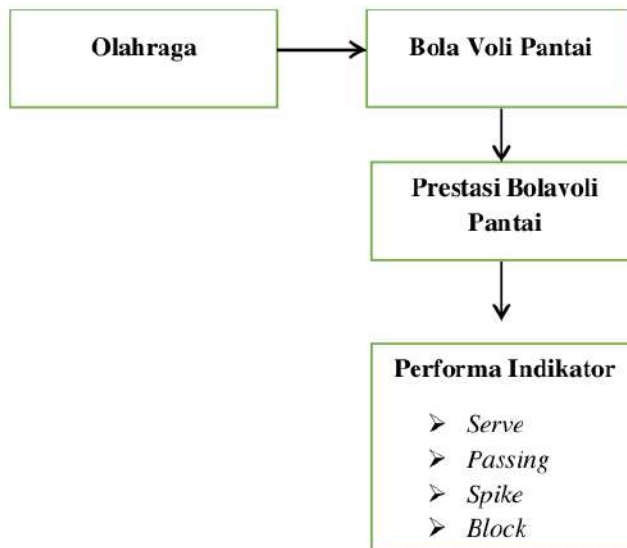 Olahraga
Bola Voli Pantai
Prestasi Bolavoli
Pantai
Performa Indikator
➢ Serve
➢ Passing
➢ Spike
➢ Block